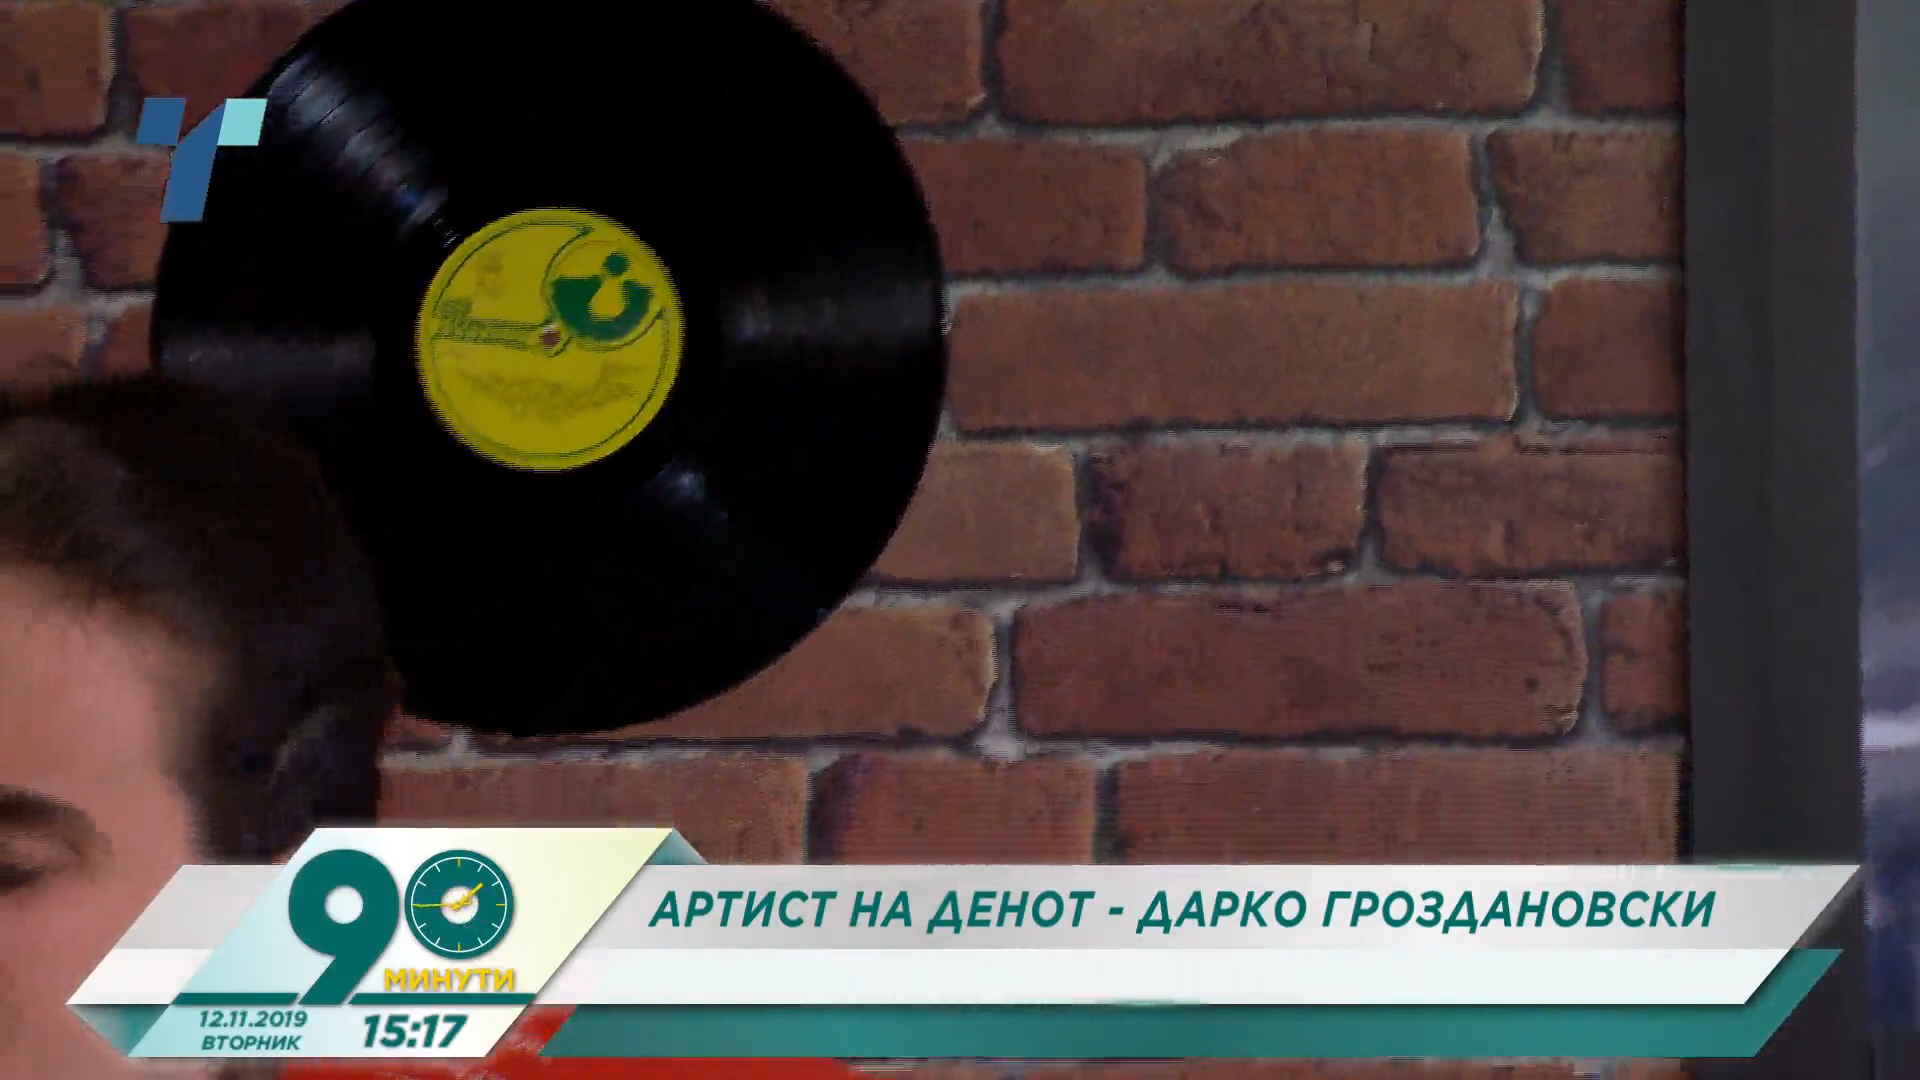 АРТИСТ НА ДЕНОТ - ДАРКО ГРОЗДАНОВСКИ
90
МИНУТИ
12.11.2019
ВТОРНИК
15:17